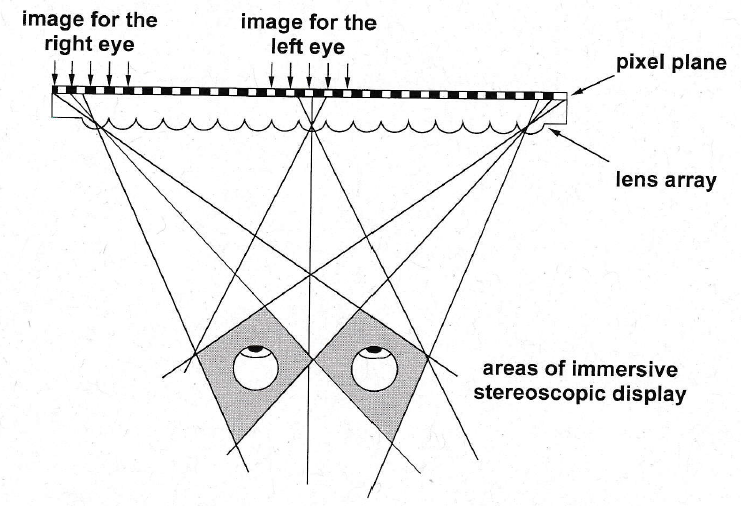 image for the
right eye
image for the
left eye
pixel plane
lens array
areas of immersive
stereoscopic display